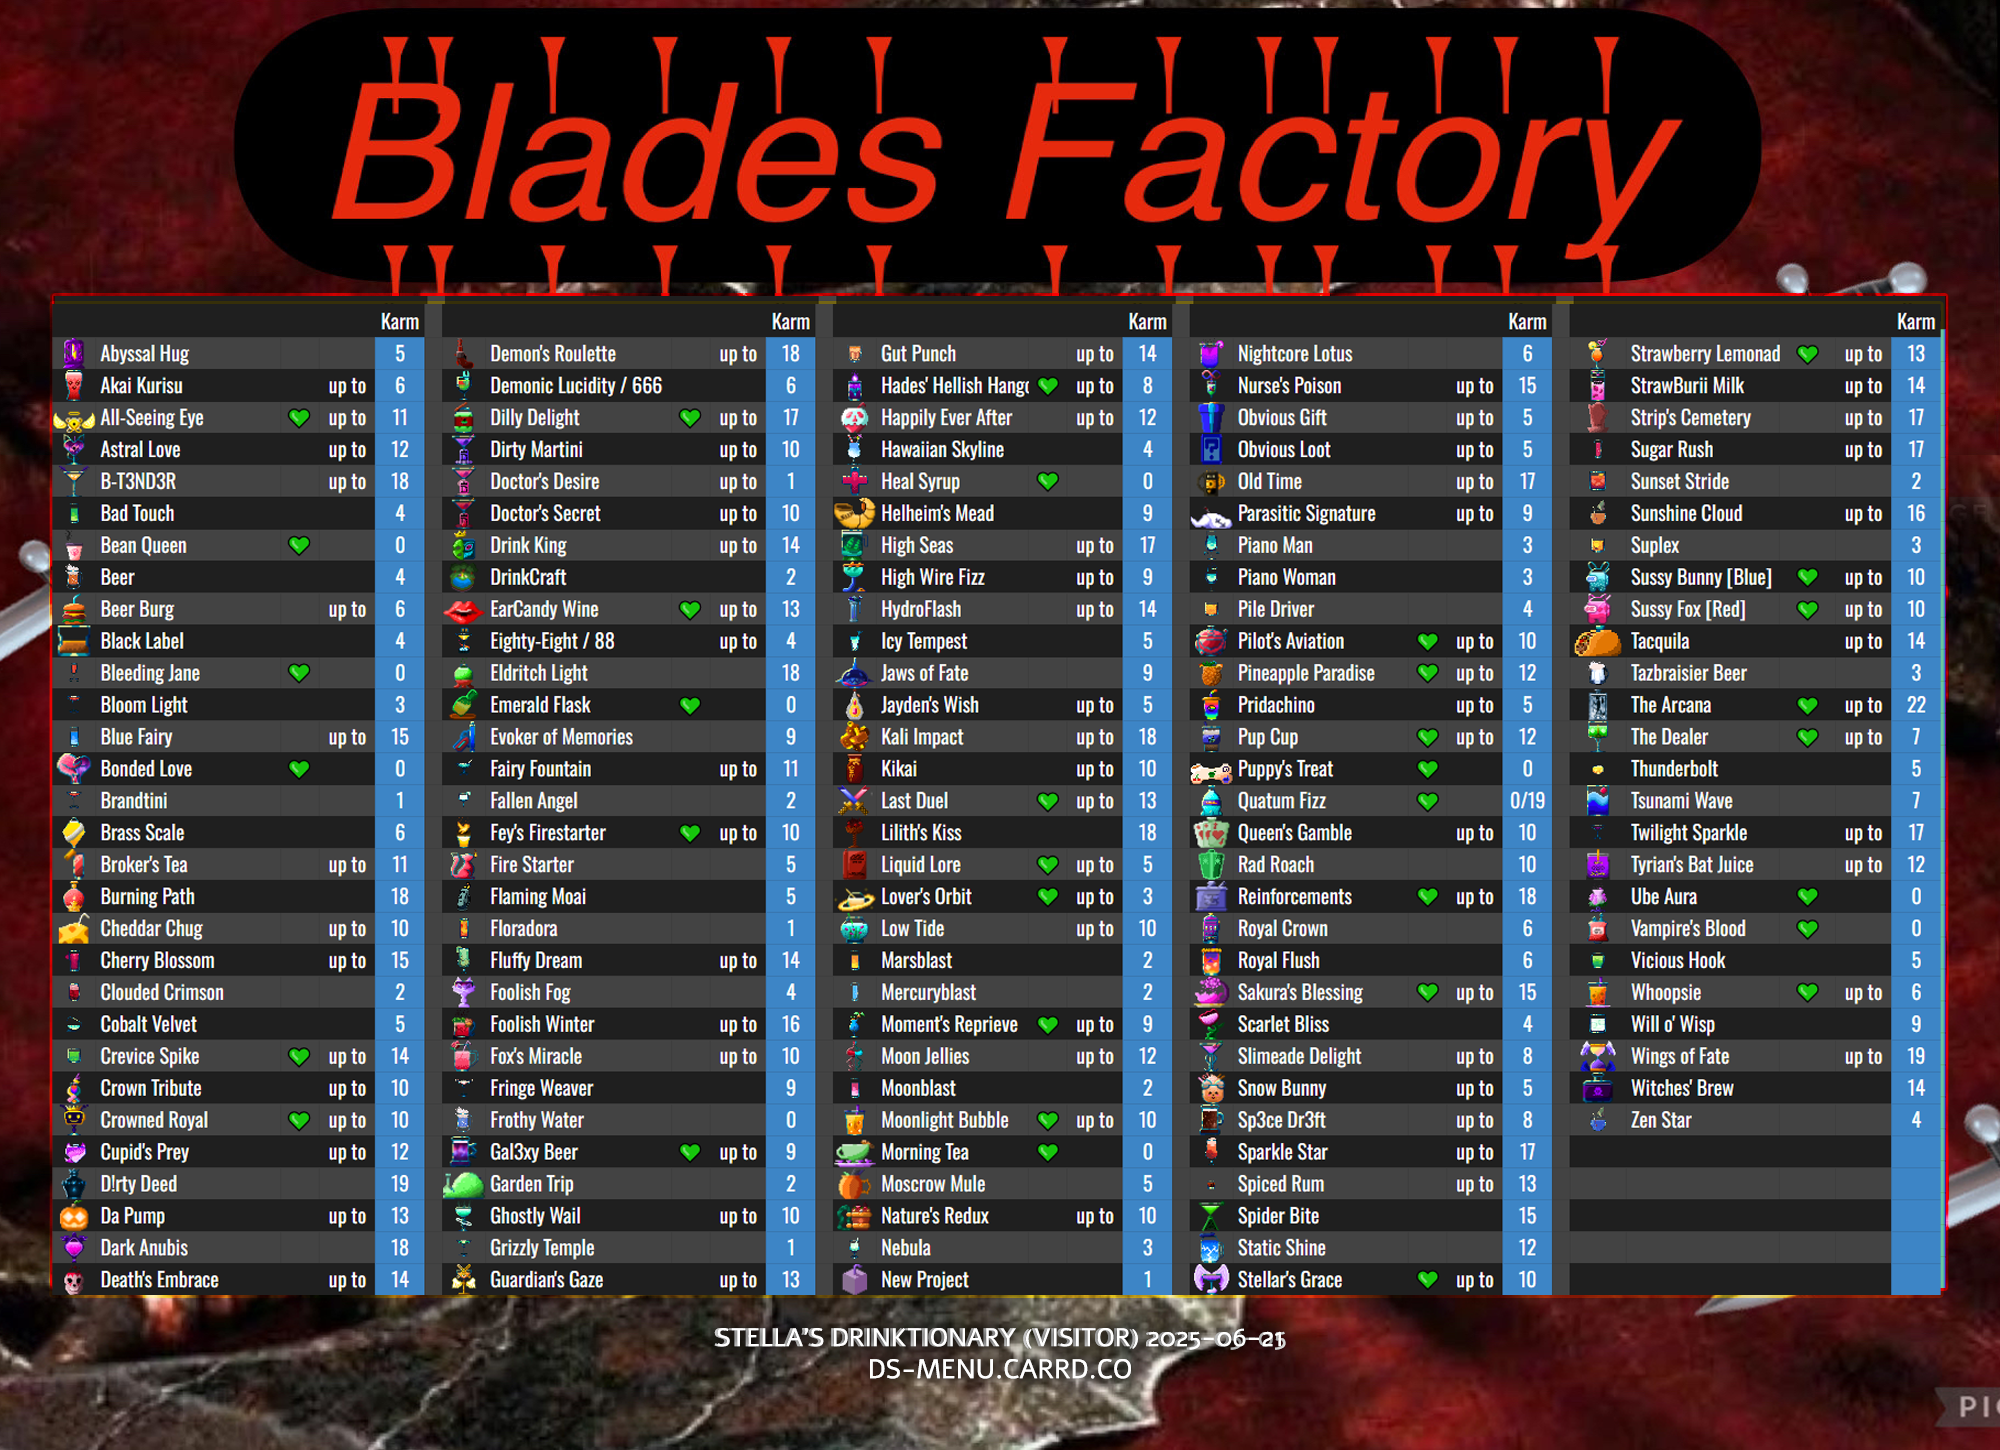 Blades Factory
Karm
Abyssal Hug 5
Akai Kurisu up to 6
All-Seeing Eye up to 11
Astral Love up to 12
B-T3ND3R up to 18
Bad Touch 4
Bean Queen 0
Beer 4
Beer Burg up to 6
Black Label 4
Bleeding Jane 0
Bloom Light 3
Blue Fairy up to 15
Bonded Love 0
Brandtini 1
Brass Scale 6
Broker's Tea up to 11
Burning Path 18
Cheddar Chug up to 10
Cherry Blossom up to 15
Clouded Crimson 2
Cobalt Velvet 5
Crevice Spike up to 14
Crown Tribute up to 10
Crowned Royal up to 10
Cupid's Prey up to 12
D!rty Deed 19
Da Pump up to 13
Dark Anubis 18
Death's Embrace up to 14
Karm
Demon's Roulette up to 18
Demonic Lucidity / 666 6
Dilly Delight up to 17
Dirty Martini up to 10
Doctor's Desire up to 1
Doctor's Secret up to 10
Drink King up to 14
DrinkCraft 2
EarCandy Wine up to 13
Eighty-Eight / 88 up to 4
Eldritch Light 18
Emerald Flask 0
Evoker of Memories 9
Fairy Fountain up to 11
Fallen Angel 2
Fey's Firestarter up to 10
Fire Starter 5
Flaming Moai 5
Floradora 1
Fluffy Dream up to 14
Foolish Fog 4
Foolish Winter up to 16
Fox's Miracle up to 10
Fringe Weaver 9
Frothy Water 0
Gal3xy Beer up to 9
Garden Trip 2
Ghostly Wail up to 10
Grizzly Temple 1
Guardian's Gaze up to 13
Karm
Gut Punch up to 14
Hades' Hellish Hang up to 8
Happily Ever After up to 12
Hawaiian Skyline 4
Heal Syrup 0
Helheim's Mead 9
High Seas up to 17
High Wire Fizz up to 9
HydroFlash up to 14
Icy Tempest 5
Jaws of Fate 9
Jayden's Wish up to 5
Kali Impact up to 18
Kikai up to 10
Last Duel up to 13
Lilith's Kiss 18
Liquid Lore up to 5
Lover's Orbit up to 3
Low Tide up to 10
Marsblast 2
Mercuryblast 2
Moment's Reprieve up to 9
Moon Jellies up to 12
Moonblast 2
Moonlight Bubble up to 10
Morning Tea 0
Moscrow Mule 5
Nature's Redux up to 10
Nebula 3
New Project 1
Karm
Nightcore Lotus 6
Nurse's Poison up to 15
Obvious Gift up to 5
Obvious Loot up to 5
Old Time up to 17
Parasitic Signature up to 9
Piano Man 3
Piano Woman 3
Pile Driver 4
Pilot's Aviation up to 10
Pineapple Paradise up to 12
Pridachino up to 5
Pup Cup up to 12
Puppy's Treat 0
Quatum Fizz 0/19
Queen's Gamble up to 10
Rad Roach 10
Reinforcements up to 18
Royal Crown 6
Royal Flush 6
Sakura's Blessing up to 15
Scarlet Bliss 4
Slimeade Delight up to 8
Snow Bunny up to 5
Sp3ce Dr3ft up to 8
Sparkle Star up to 17
Spiced Rum up to 13
Spider Bite 15
Static Shine 12
Stellar's Grace up to 10
Karm
Strawberry Lemonad up to 13
StrawBurii Milk up to 14
Strip's Cemetery up to 17
Sugar Rush up to 17
Sunset Stride 2
Sunshine Cloud up to 16
Suplex 3
Sussy Bunny [Blue] up to 10
Sussy Fox [Red] up to 10
Tacquila up to 14
Tazbraisier Beer 3
The Arcana up to 22
The Dealer up to 7
Thunderbolt 5
Tsunami Wave 7
Twilight Sparkle up to 17
Tyrian's Bat Juice up to 12
Ube Aura 0
Vampire's Blood 0
Vicious Hook 5
Whoopsie up to 6
Will o' Wisp 9
Wings of Fate up to 19
Witches' Brew 14
Zen Star 4
STELLA'S DRINKTIONARY (VISITOR)
DS-MENU.CARRD.CO
PIC